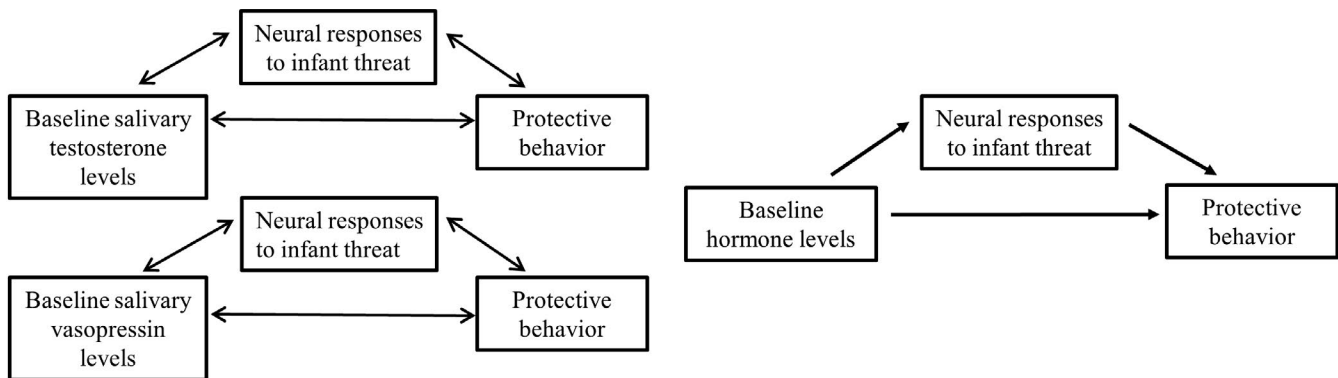 Neural responses
to infant threat
Baseline salivary
testosterone
levels
Protective
behavior
Neural responses
to infant threat
Baseline salivary
vasopressin
levels
Protective
behavior
Neural responses
to infant threat
Baseline
hormone levels
Protective
behavior